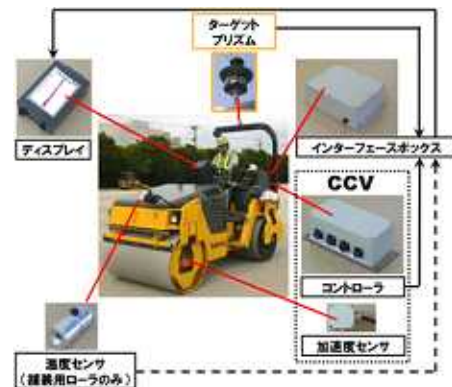 ターゲット
プリズム
ディスプレイ
インターフェースボックス
CCV
コントローラ
加速度センサ
温度センサ
(舗装用ローラのみ)